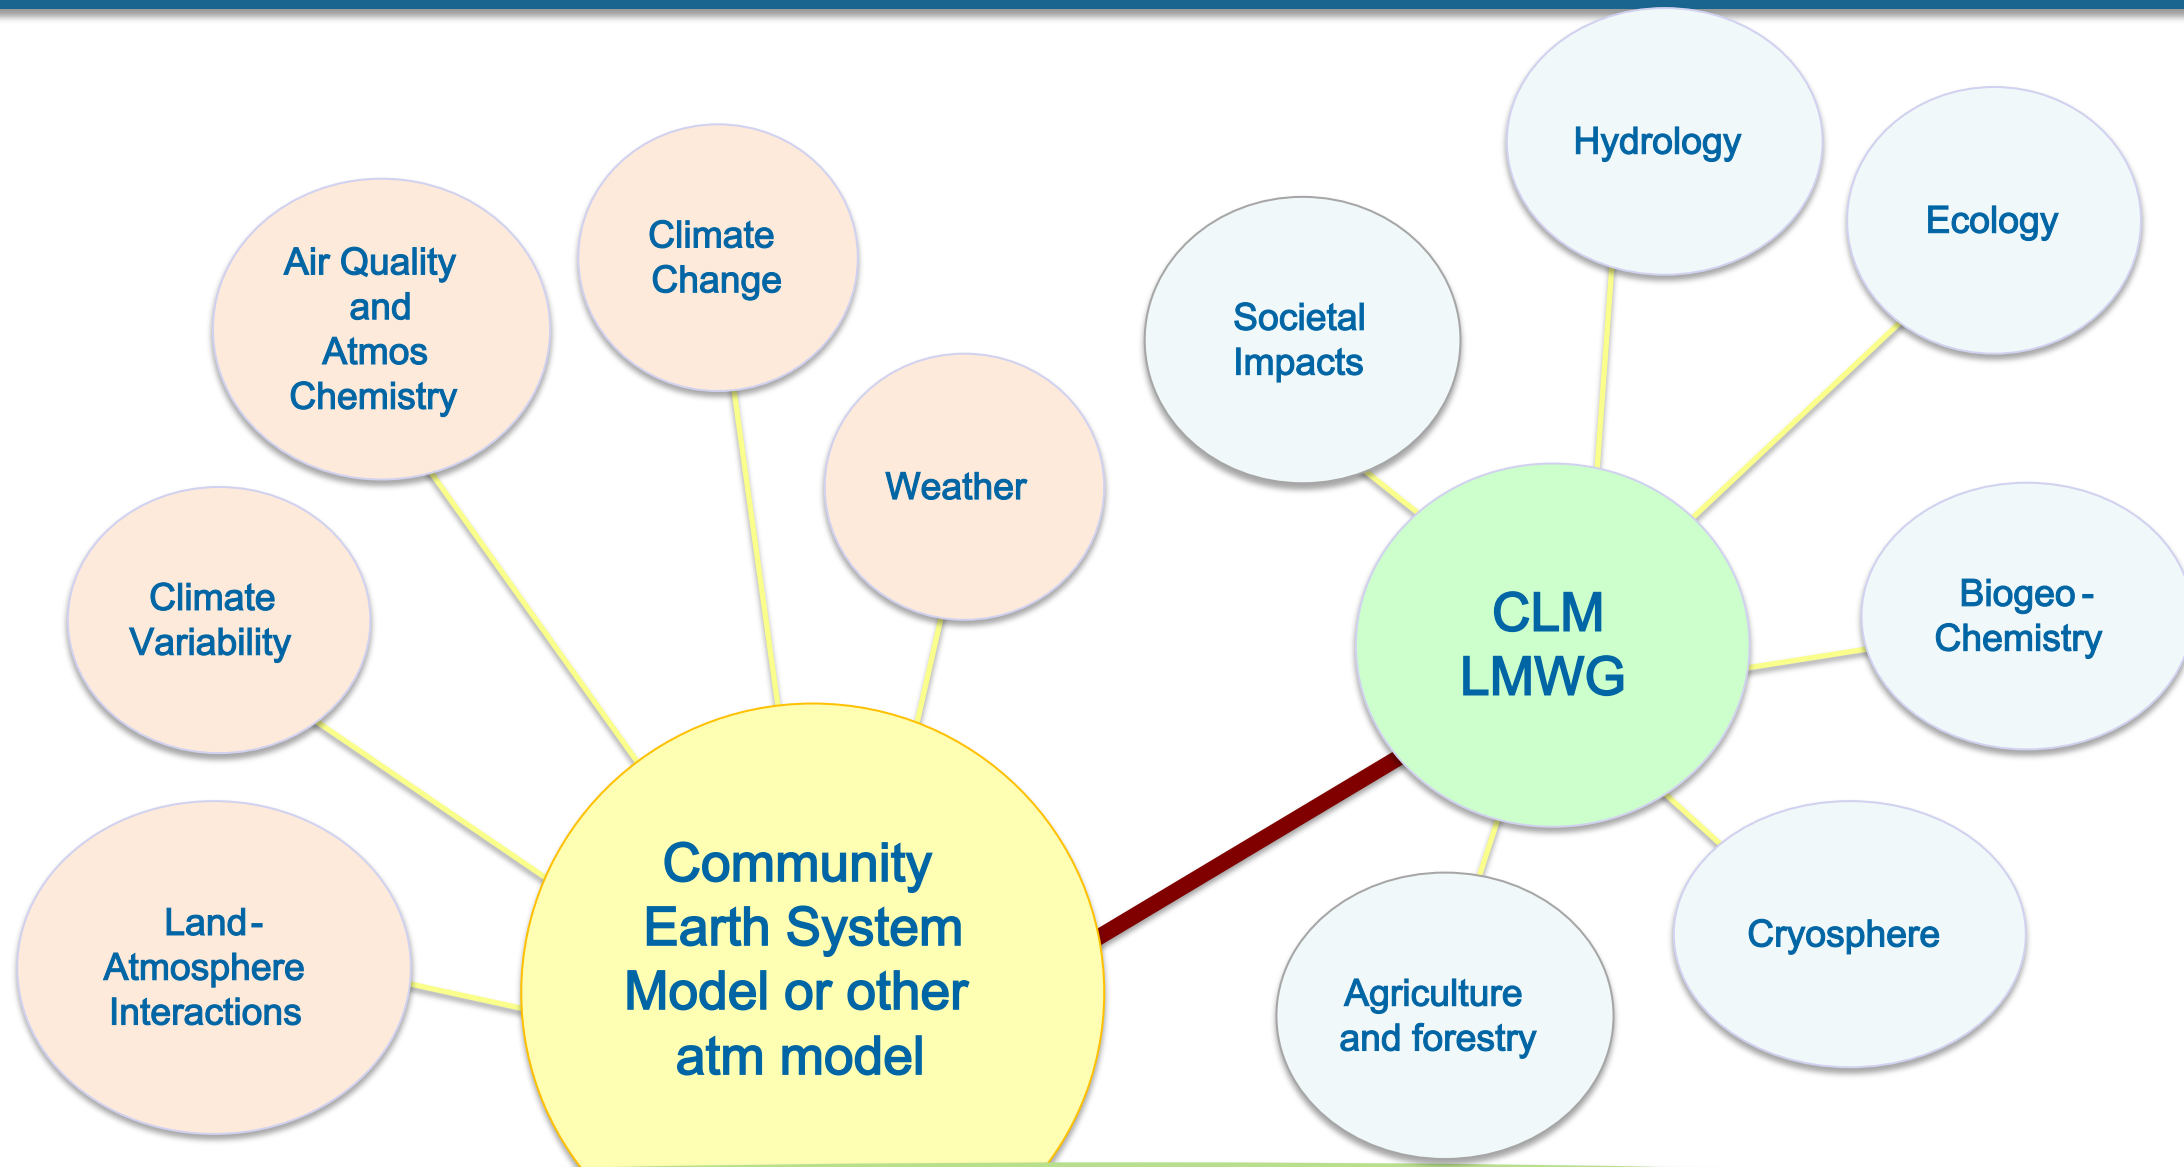 Hydrology
Ecology
Climate
Change
Air Quality
and
Atmos
Chemistry
Societal
Impacts
Weather
Climate
Variability
CLM
LMWG
Biogeo-
Chemistry
Community
Earth System
Model or other
atm model
Land-
Atmosphere
Interactions
Cryosphere
Agriculture
and forestry